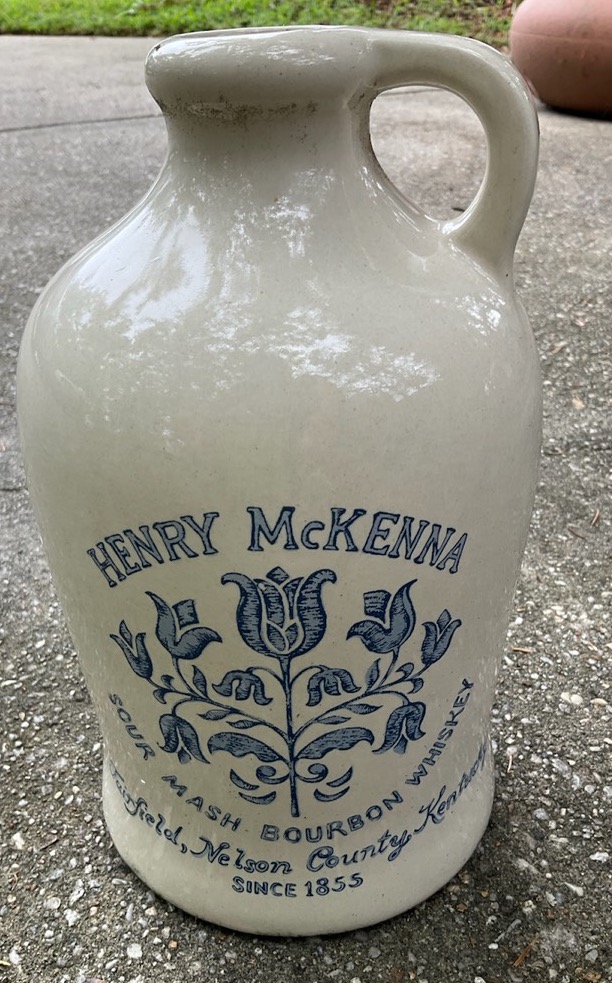 HENRY McKENNA
SOUR MASH BOURBON WHISKEY
Fairfield, Nelson County, Kentucky
SINCE 1855